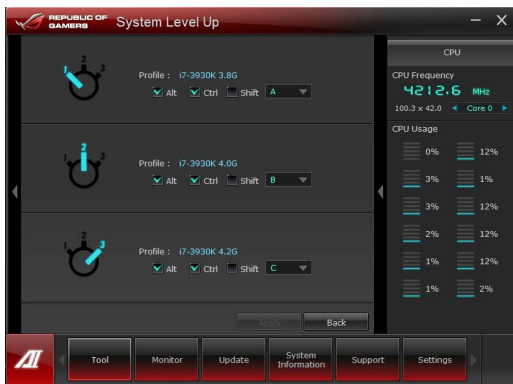 REPUBLIC OF
GAMERS
System Level Up
1
2
3
Profile : i7-3930K 3.8G
Alt Ctrl Shift A
1
2
3
Profile : i7-3930K 4.0G
Alt Ctrl Shift B
1
2
3
Profile : i7-3930K 4.2G
Alt Ctrl Shift C
Apply Back
CPU
CPU Frequency
4212.6 MHz
100.3 x 42.0 Core 0
CPU Usage
0% 12%
3% 1%
3% 12%
2% 12%
1% 12%
1% 2%
AI Tool Monitor Update System Information Support Settings